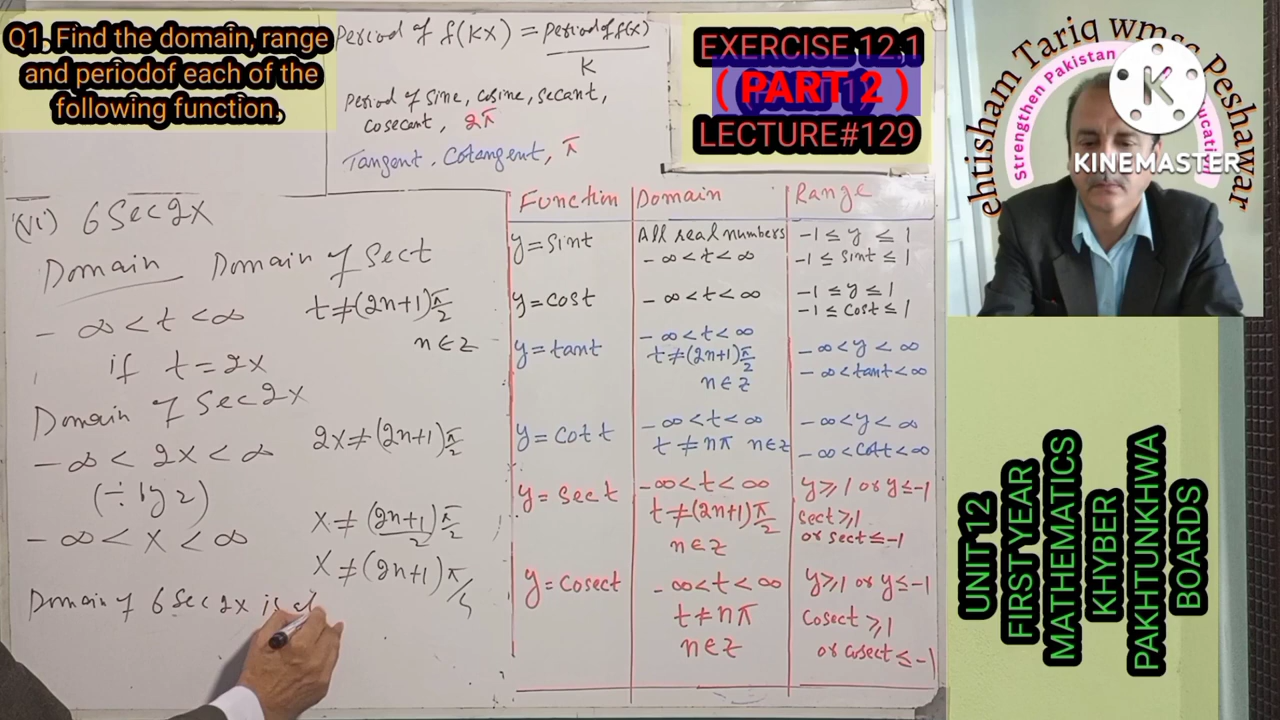 Q1. Find the domain, range
and periodof each of the
following function.
Period of f(Kx) = Period of f(x)
K
Period of sine, cosine, secant,
cosecant, 2π
Tangent, Cotangent, π
EXERCISE 12.1
( PART 2 )
LECTURE#129
ehtisham Tariq wmsc Peshawar
Strengthen Pakistan
ucation
K
KINEMASTER
(vi) 6 Sec 2x
Domain Domain of Sect
- ∞ < t < ∞ t ≠ (2n+1) π/2
n ∈ z
if t = 2x
Domain of Sec 2x
- ∞ < 2x < ∞ 2x ≠ (2n+1) π/2
(÷ by 2)
x ≠ (2n+1)/2 π/2
- ∞ < x < ∞
x ≠ (2n+1) π/4
Domain of 6 Sec 2x is
Function Domain Range
y = sint All real numbers -1 ≤ y ≤ 1
- ∞ < t < ∞ -1 ≤ sint ≤ 1
y = cost - ∞ < t < ∞ -1 ≤ y ≤ 1
-1 ≤ cost ≤ 1
y = tant - ∞ < t < ∞ - ∞ < y < ∞
t ≠ (2n+1) π/2 - ∞ < tant < ∞
n ∈ z
y = cot t - ∞ < t < ∞ - ∞ < y < ∞
t ≠ nπ n ∈ z - ∞ < cot t < ∞
y = sect - ∞ < t < ∞ y ≥ 1 or y ≤ -1
t ≠ (2n+1) π/2 sect ≥ 1
n ∈ z or sect ≤ -1
y = cosect - ∞ < t < ∞ y ≥ 1 or y ≤ -1
t ≠ nπ cosect ≥ 1
n ∈ z or cosect ≤ -1
UNIT 12
FIRST YEAR
MATHEMATICS
KHYBER
PAKHTUNKHWA
BOARDS